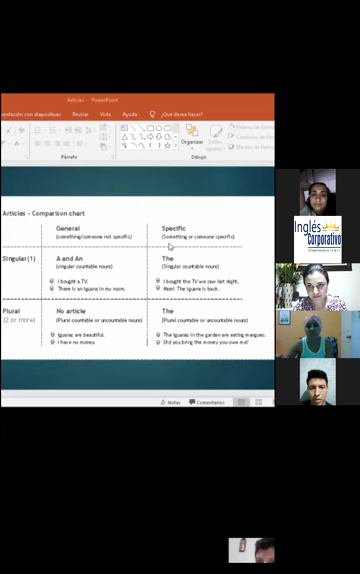 Articles - PowerPoint
entación con diapositivas Revisar Vista Ayuda ¿Qué desea hacer?
Organizar Estilos rápidos
Párrafo Dibujo
Articles - Comparison chart
General Specific
(something/someone not specific) (Something or someone specific)
Singular(1) A and An The
(singular countable nouns) (Singular countable nouns)
I bought a TV. I bought the TV we saw last night.
There is an iguana in my room. Mom! The iguana is back.
Plural No article The
(2 or more) (Plural countable or uncountable nouns) (Plural countable or uncountable nouns)
Iguanas are beautiful. The iguanas in the garden are eating mangoes.
I have no money. Did you bring the money you owe me?
Notas Comentarios
Inglés
Corporativo